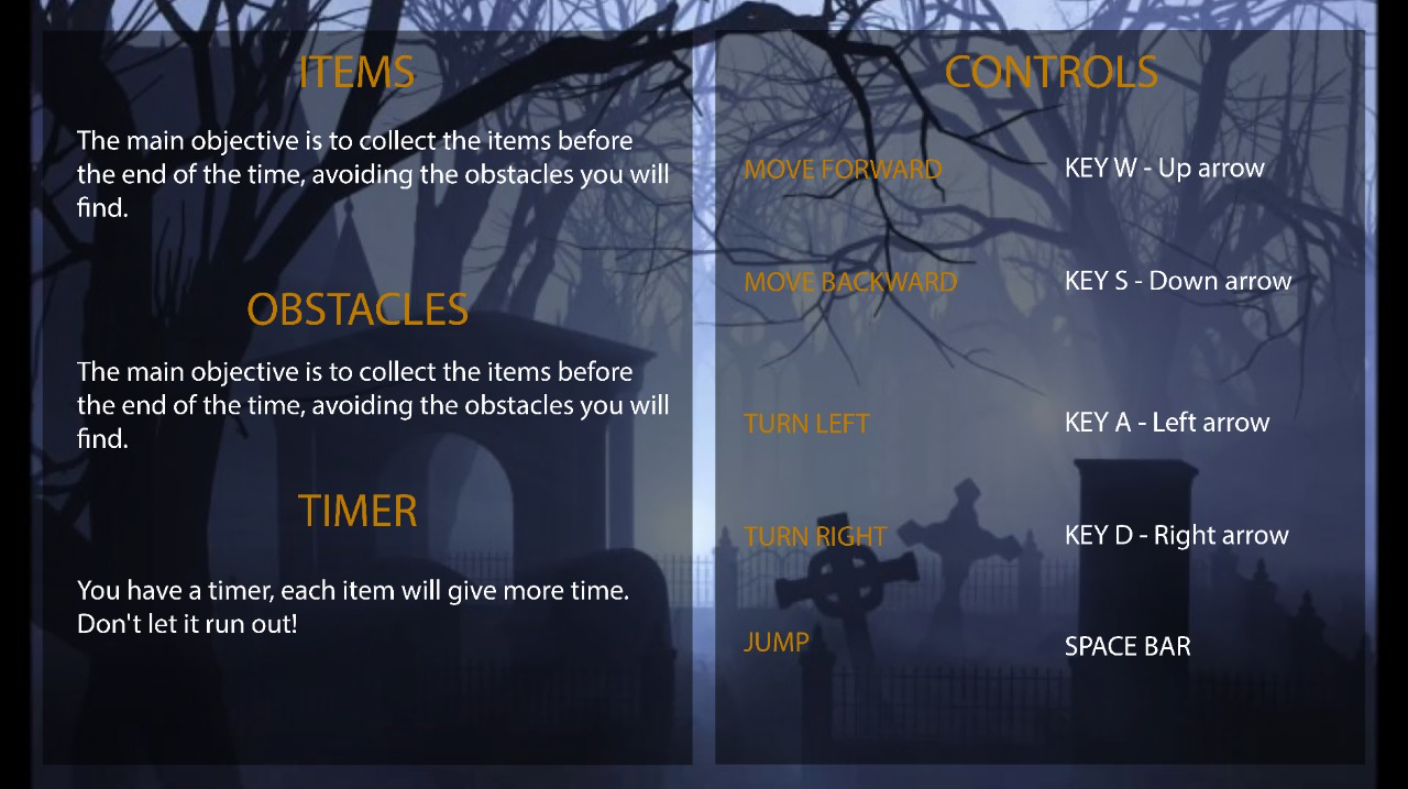 ITEMS
The main objective is to collect the items before
the end of the time, avoiding the obstacles you will
find.
OBSTACLES
The main objective is to collect the items before
the end of the time, avoiding the obstacles you will
find.
TIMER
You have a timer, each item will give more time.
Don't let it run out!
CONTROLS
MOVE FORWARD KEY W - Up arrow
MOVE BACKWARD KEY S - Down arrow
TURN LEFT KEY A - Left arrow
TURN RIGHT KEY D - Right arrow
JUMP SPACE BAR